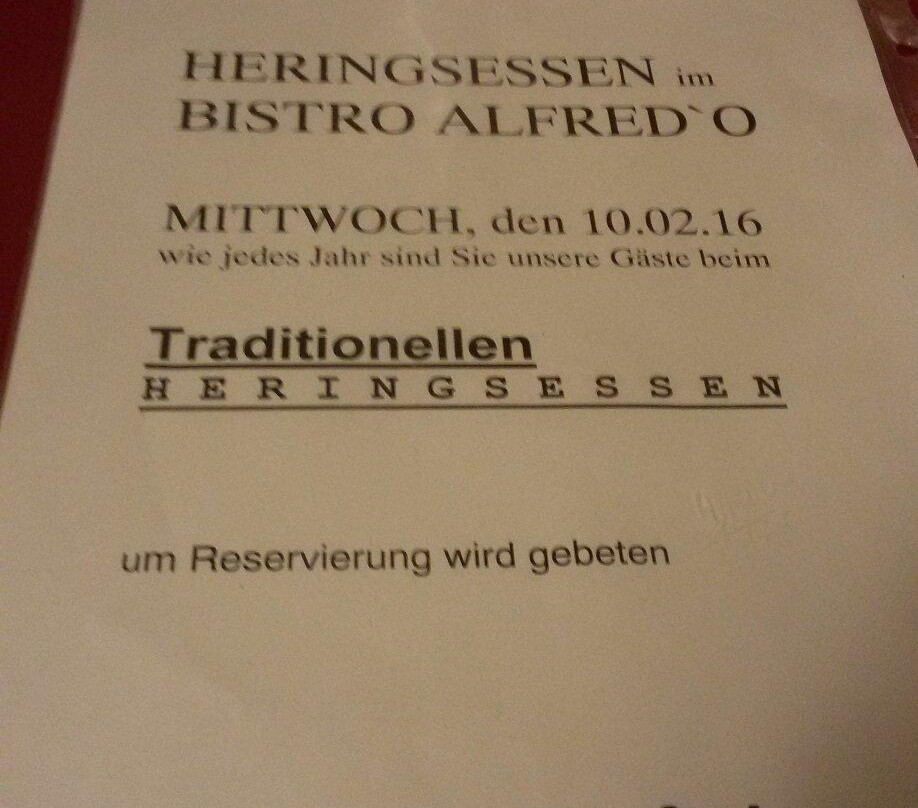 HERINGSESSEN im
BISTRO ALFRED`O
MITTWOCH, den 10.02.16
wie jedes Jahr sind Sie unsere Gäste beim
Traditionellen
HERINGSESSEN
um Reservierung wird gebeten